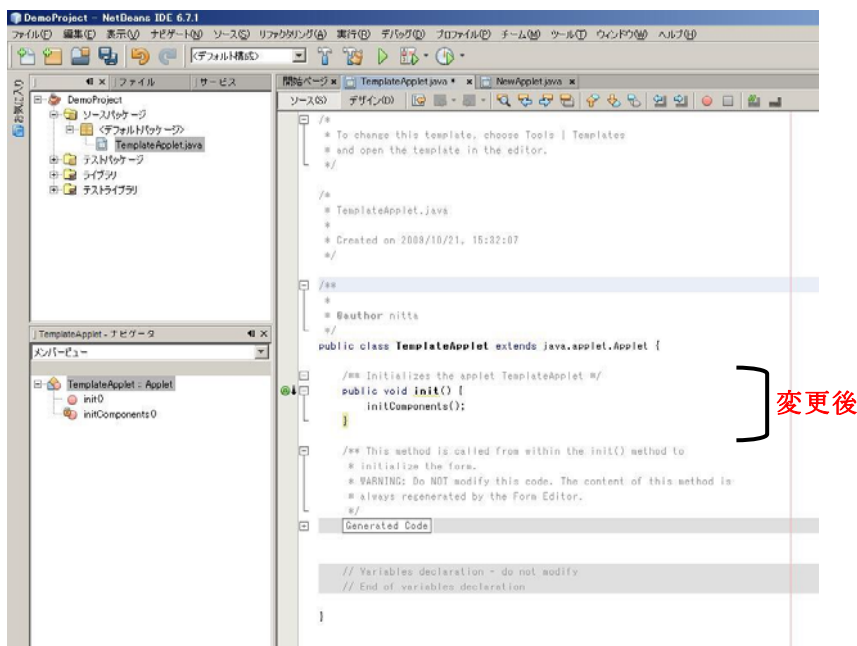 DemoProject - NetBeans IDE 6.7.1
ファイル(F) 編集(E) 表示(V) ナビゲート(N) ソース(S) リファクタリング(A) 実行(R) デバッグ(D) プロファイル(P) チーム(M) ツール(T) ウィンドウ(W) ヘルプ(H)
(デフォルト構成)
お気に入り
ファイル サービス
DemoProject
ソースパッケージ
<デフォルトパッケージ>
TemplateApplet.java
テストパッケージ
ライブラリ
テストライブラリ
TemplateApplet - ナビゲータ
メンバービュー
TemplateApplet :: Applet
init()
initComponents()
開始ページ TemplateApplet.java * NewApplet.java
ソース(S) デザイン(D)
/*
* To change this template, choose Tools | Templates
* and open the template in the editor.
*/
/*
* TemplateApplet.java
*
* Created on 2009/10/21, 15:32:07
*/
/**
*
* @author nitta
*/
public class TemplateApplet extends java.applet.Applet {
/** Initializes the applet TemplateApplet */
public void init() {
initComponents();
}
変更後
/** This method is called from within the init() method to
* initialize the form.
* WARNING: Do NOT modify this code. The content of this method is
* always regenerated by the Form Editor.
*/
Generated Code
// Variables declaration - do not modify
// End of variables declaration
}